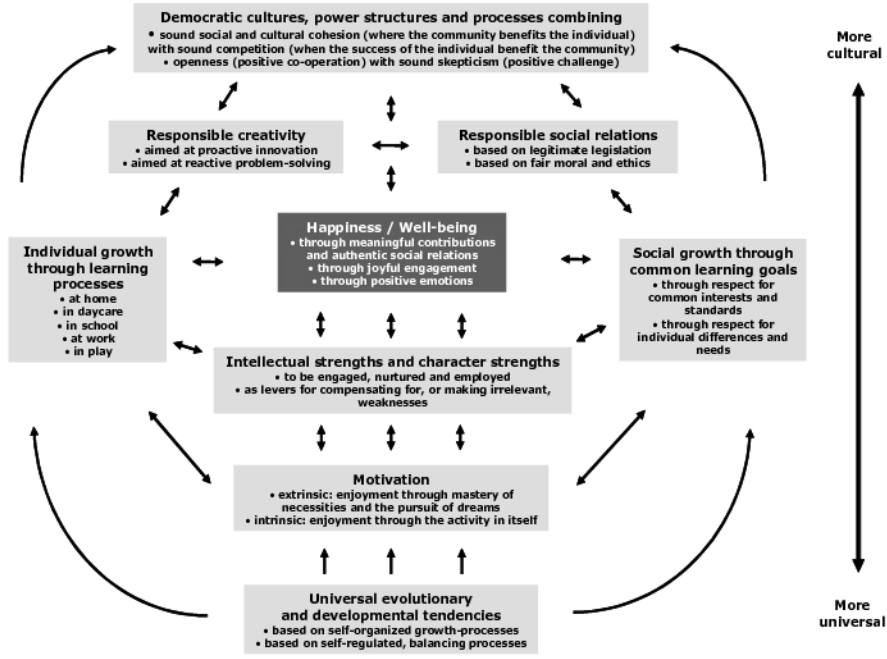 Democratic cultures, power structures and processes combining
• sound social and cultural cohesion (where the community benefits the individual)
with sound competition (when the success of the individual benefit the community)
• openness (positive co-operation) with sound skepticism (positive challenge)
More
cultural
Responsible creativity
• aimed at proactive innovation
• aimed at reactive problem-solving
Responsible social relations
• based on legitimate legislation
• based on fair moral and ethics
Individual growth
through learning
processes
• at home
• in daycare
• in school
• at work
• in play
Happiness / Well-being
• through meaningful contributions
and authentic social relations
• through joyful engagement
• through positive emotions
Social growth through
common learning goals
• through respect for
common interests and
standards
• through respect for
individual differences and
needs
Intellectual strengths and character strengths
• to be engaged, nurtured and employed
• as levers for compensating for, or making irrelevant,
weaknesses
Motivation
• extrinsic: enjoyment through mastery of
necessities and the pursuit of dreams
• intrinsic: enjoyment through the activity in itself
Universal evolutionary
and developmental tendencies
• based on self-organized growth-processes
• based on self-regulated, balancing processes
More
universal